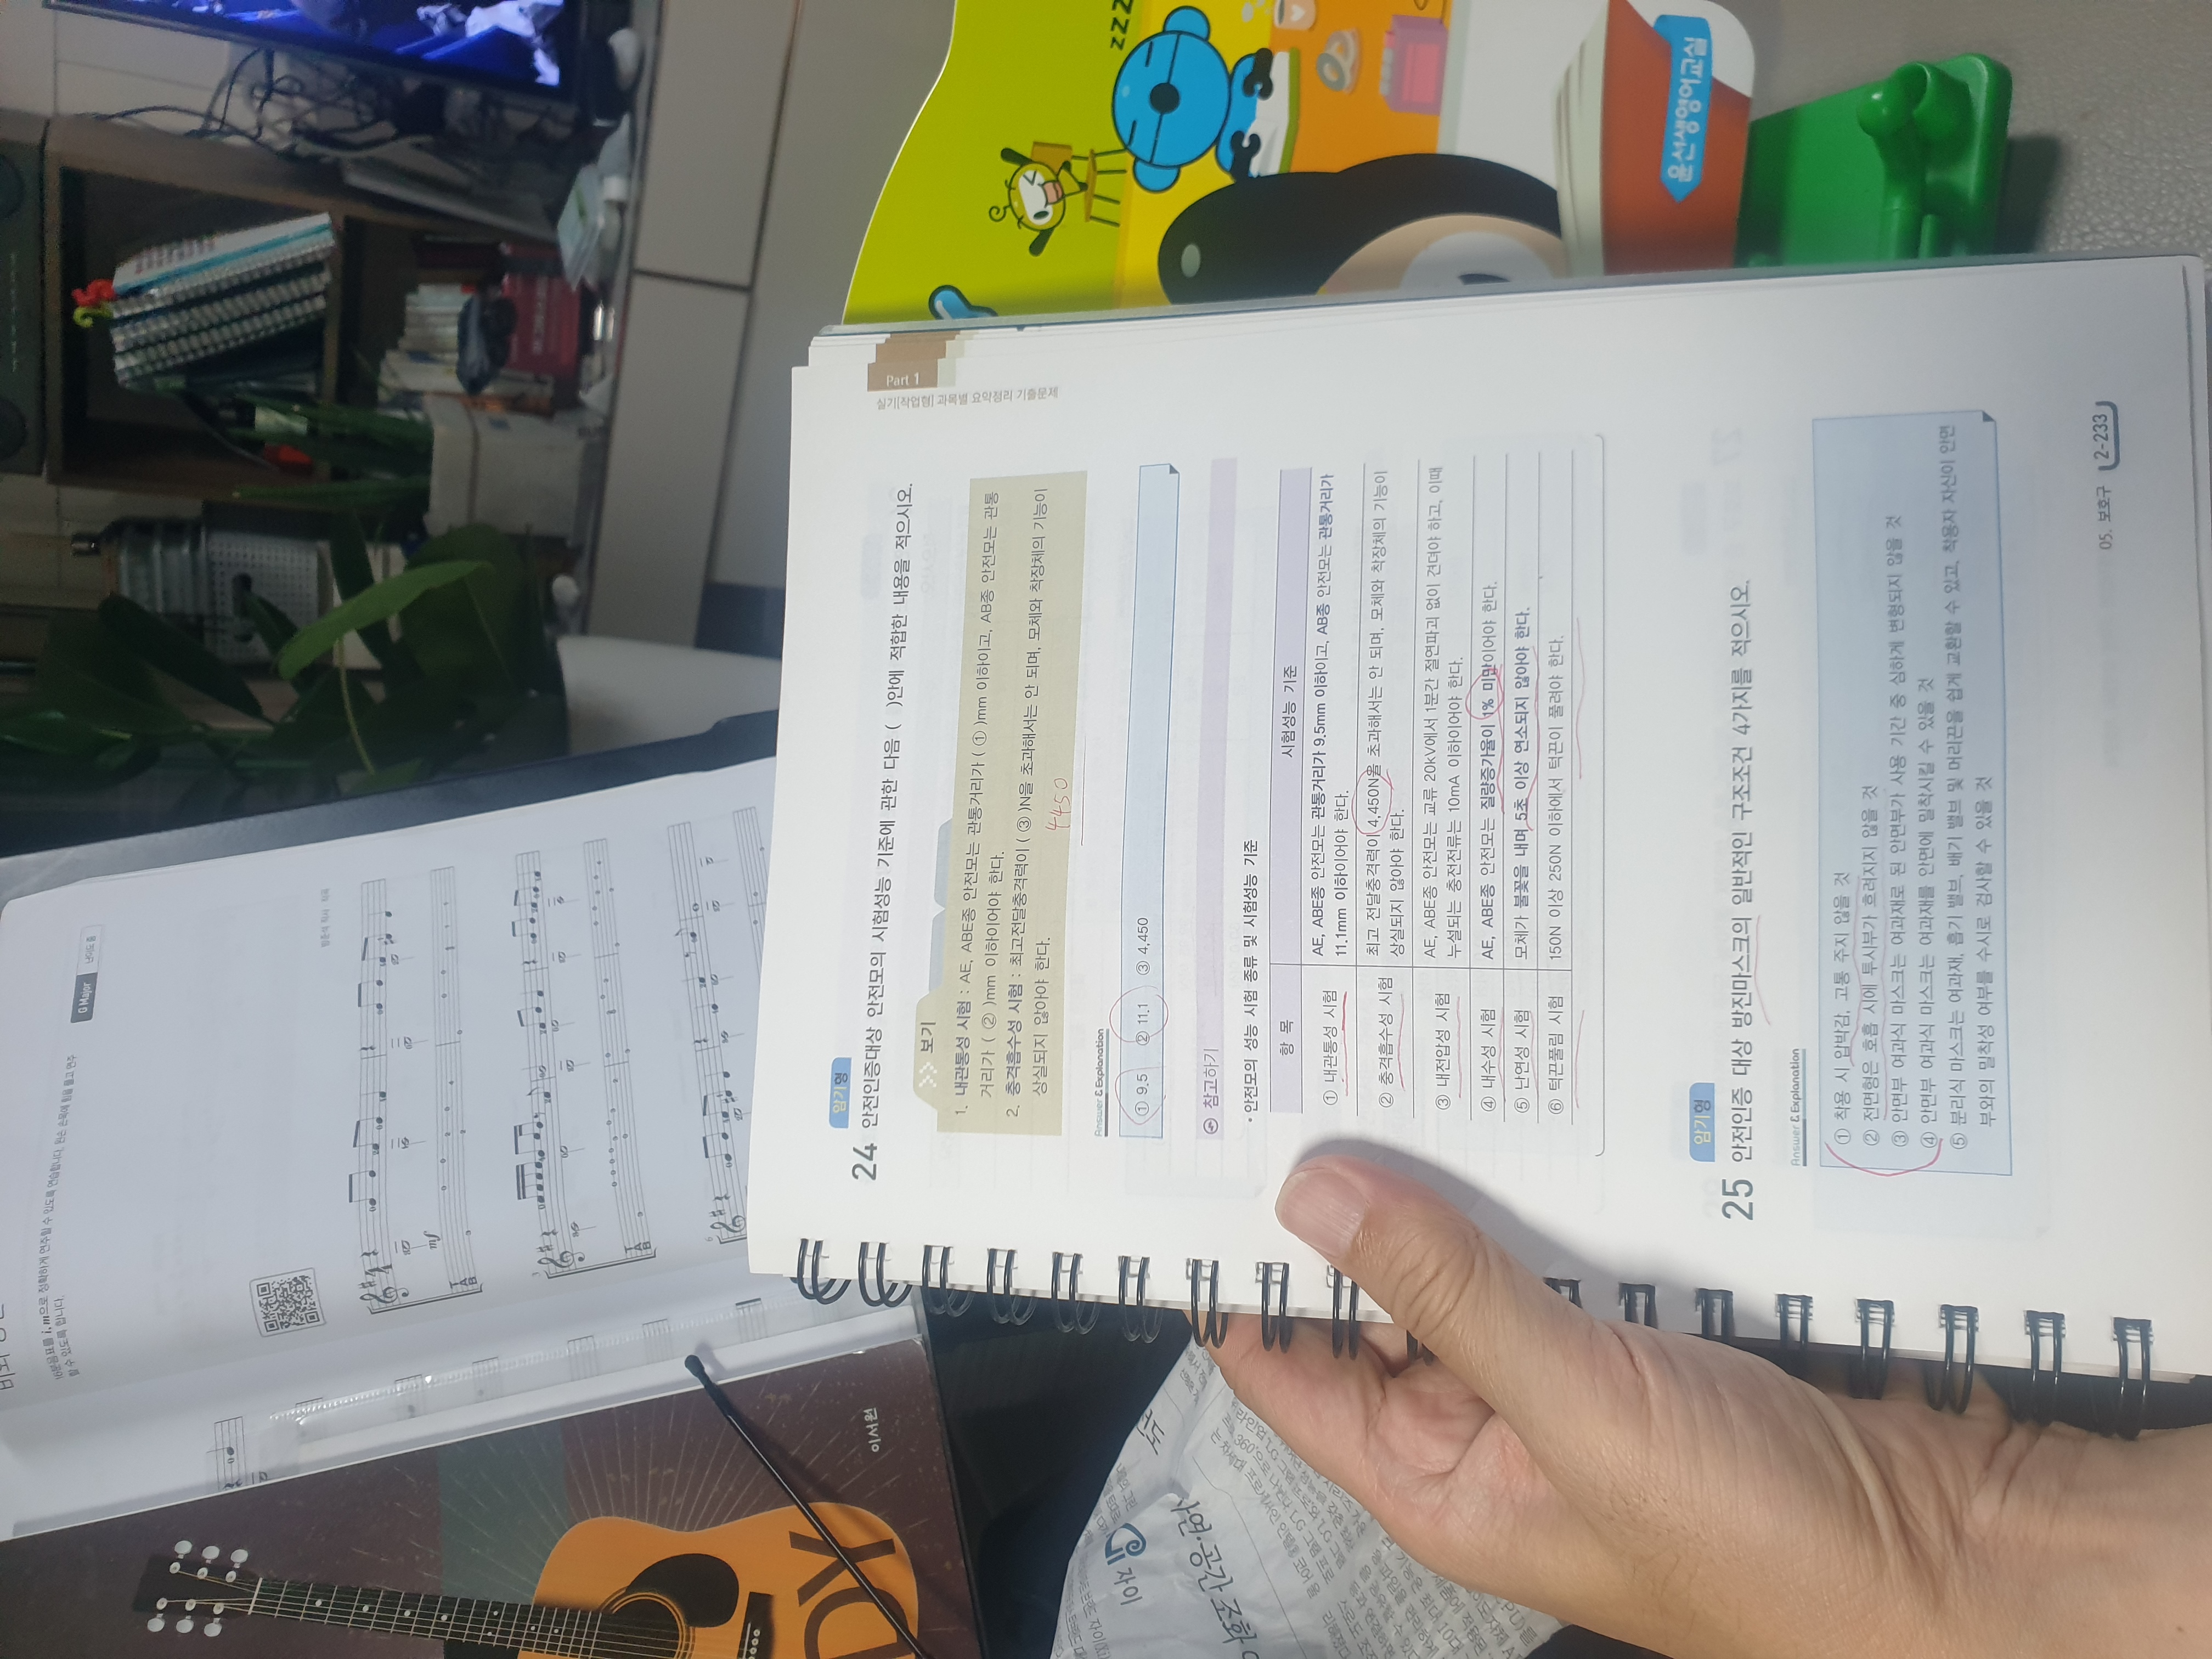 16분음표를 i, m으로 정확하게 연주할 수 있도록 연습합니다. 왼손 손목에 힘을 풀고 연주
할 수 있도록 합니다.
G Major
난이도 중
mf
TAB
TAB
DY
이서원
암기형
24 안전인증대상 안전모의 시험성능 기준에 관한 다음 ( )안에 적합한 내용을 적으시오.
보기
1. 내관통성 시험 : AE, ABE종 안전모는 관통거리가 ( ① )mm 이하이고, AB종 안전모는 관통
거리가 ( ② )mm 이하이어야 한다.
2. 충격흡수성 시험 : 최고전달충격력이 ( ③ )N을 초과해서는 안 되며, 모체와 착장체의 기능이
상실되지 않아야 한다.
4450
Answer & Explanation
① 9.5 ② 11.1 ③ 4,450
참고하기
• 안전모의 성능 시험 종류 및 시험성능 기준
항 목 시험성능 기준
① 내관통성 시험
AE, ABE종 안전모는 관통거리가 9.5mm 이하이고, AB종 안전모는 관통거리가
11.1mm 이하이어야 한다.
② 충격흡수성 시험
최고 전달충격력이 4,450N을 초과해서는 안 되며, 모체와 착장체의 기능이
상실되지 않아야 한다.
③ 내전압성 시험
AE, ABE종 안전모는 교류 20kV에서 1분간 절연파괴 없이 견뎌야 하고, 이때
누설되는 충전전류는 10mA 이하이어야 한다.
④ 내수성 시험 AE, ABE종 안전모는 질량증가율이 1% 미만이어야 한다.
⑤ 난연성 시험 모체가 불꽃을 내며 5초 이상 연소되지 않아야 한다.
⑥ 턱끈풀림 시험 150N 이상 250N 이하에서 턱끈이 풀려야 한다.
암기형
25 안전인증 대상 방진마스크의 일반적인 구조조건 4가지를 적으시오.
Answer & Explanation
① 착용 시 압박감, 고통 주지 않을 것
② 전면형은 호흡 시에 투시부가 흐려지지 않을 것
③ 안면부 여과식 마스크는 여과재로 된 안면부가 사용 기간 중 심하게 변형되지 않을 것
④ 안면부 여과식 마스크는 여과재를 안면에 밀착시킬 수 있을 것
⑤ 분리식 마스크는 여과재, 흡기 밸브, 배기 밸브 및 머리끈을 쉽게 교환할 수 있고, 착용자 자신이 안면
부와의 밀착성 여부를 수시로 검사할 수 있을 것
05. 보호구 2-233
Part 1
실기[작업형] 과목별 요약정리 기출문제
zzz
윤선생영어교실
자이